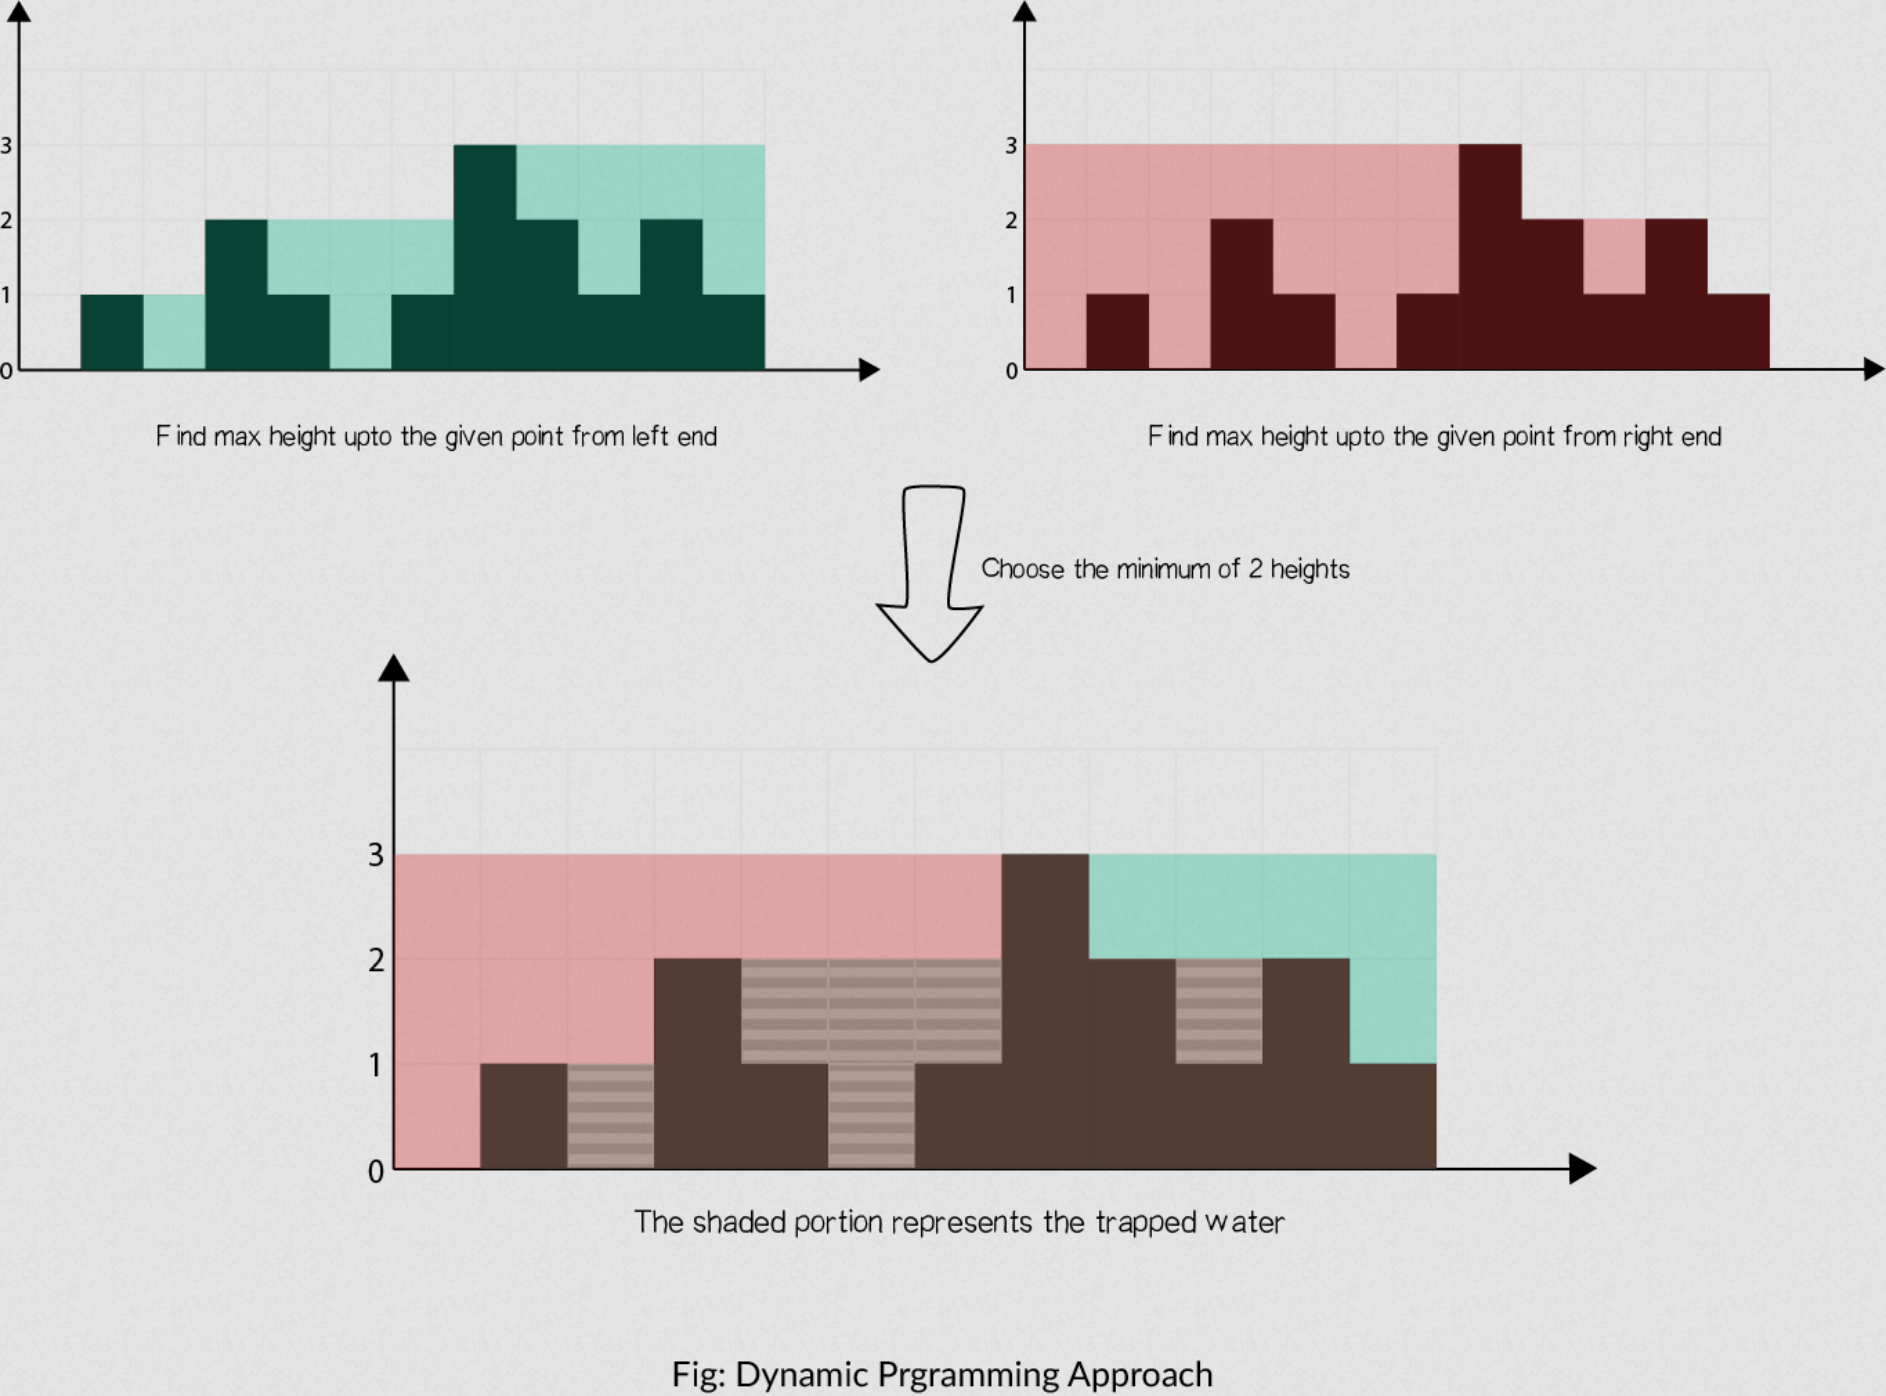 3
2
1
0
3
2
1
0
Find max height upto the given point from left end
Find max height upto the given point from right end
Choose the minimum of 2 heights
3
2
1
0
The shaded portion represents the trapped water
Fig: Dynamic Prgramming Approach